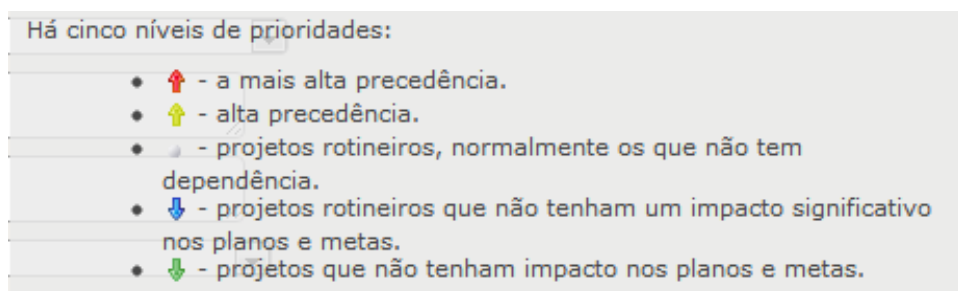 Há cinco níveis de prioridades:
- a mais alta precedência.
- alta precedência.
- projetos rotineiros, normalmente os que não tem
dependência.
- projetos rotineiros que não tenham um impacto significativo
nos planos e metas.
- projetos que não tenham impacto nos planos e metas.